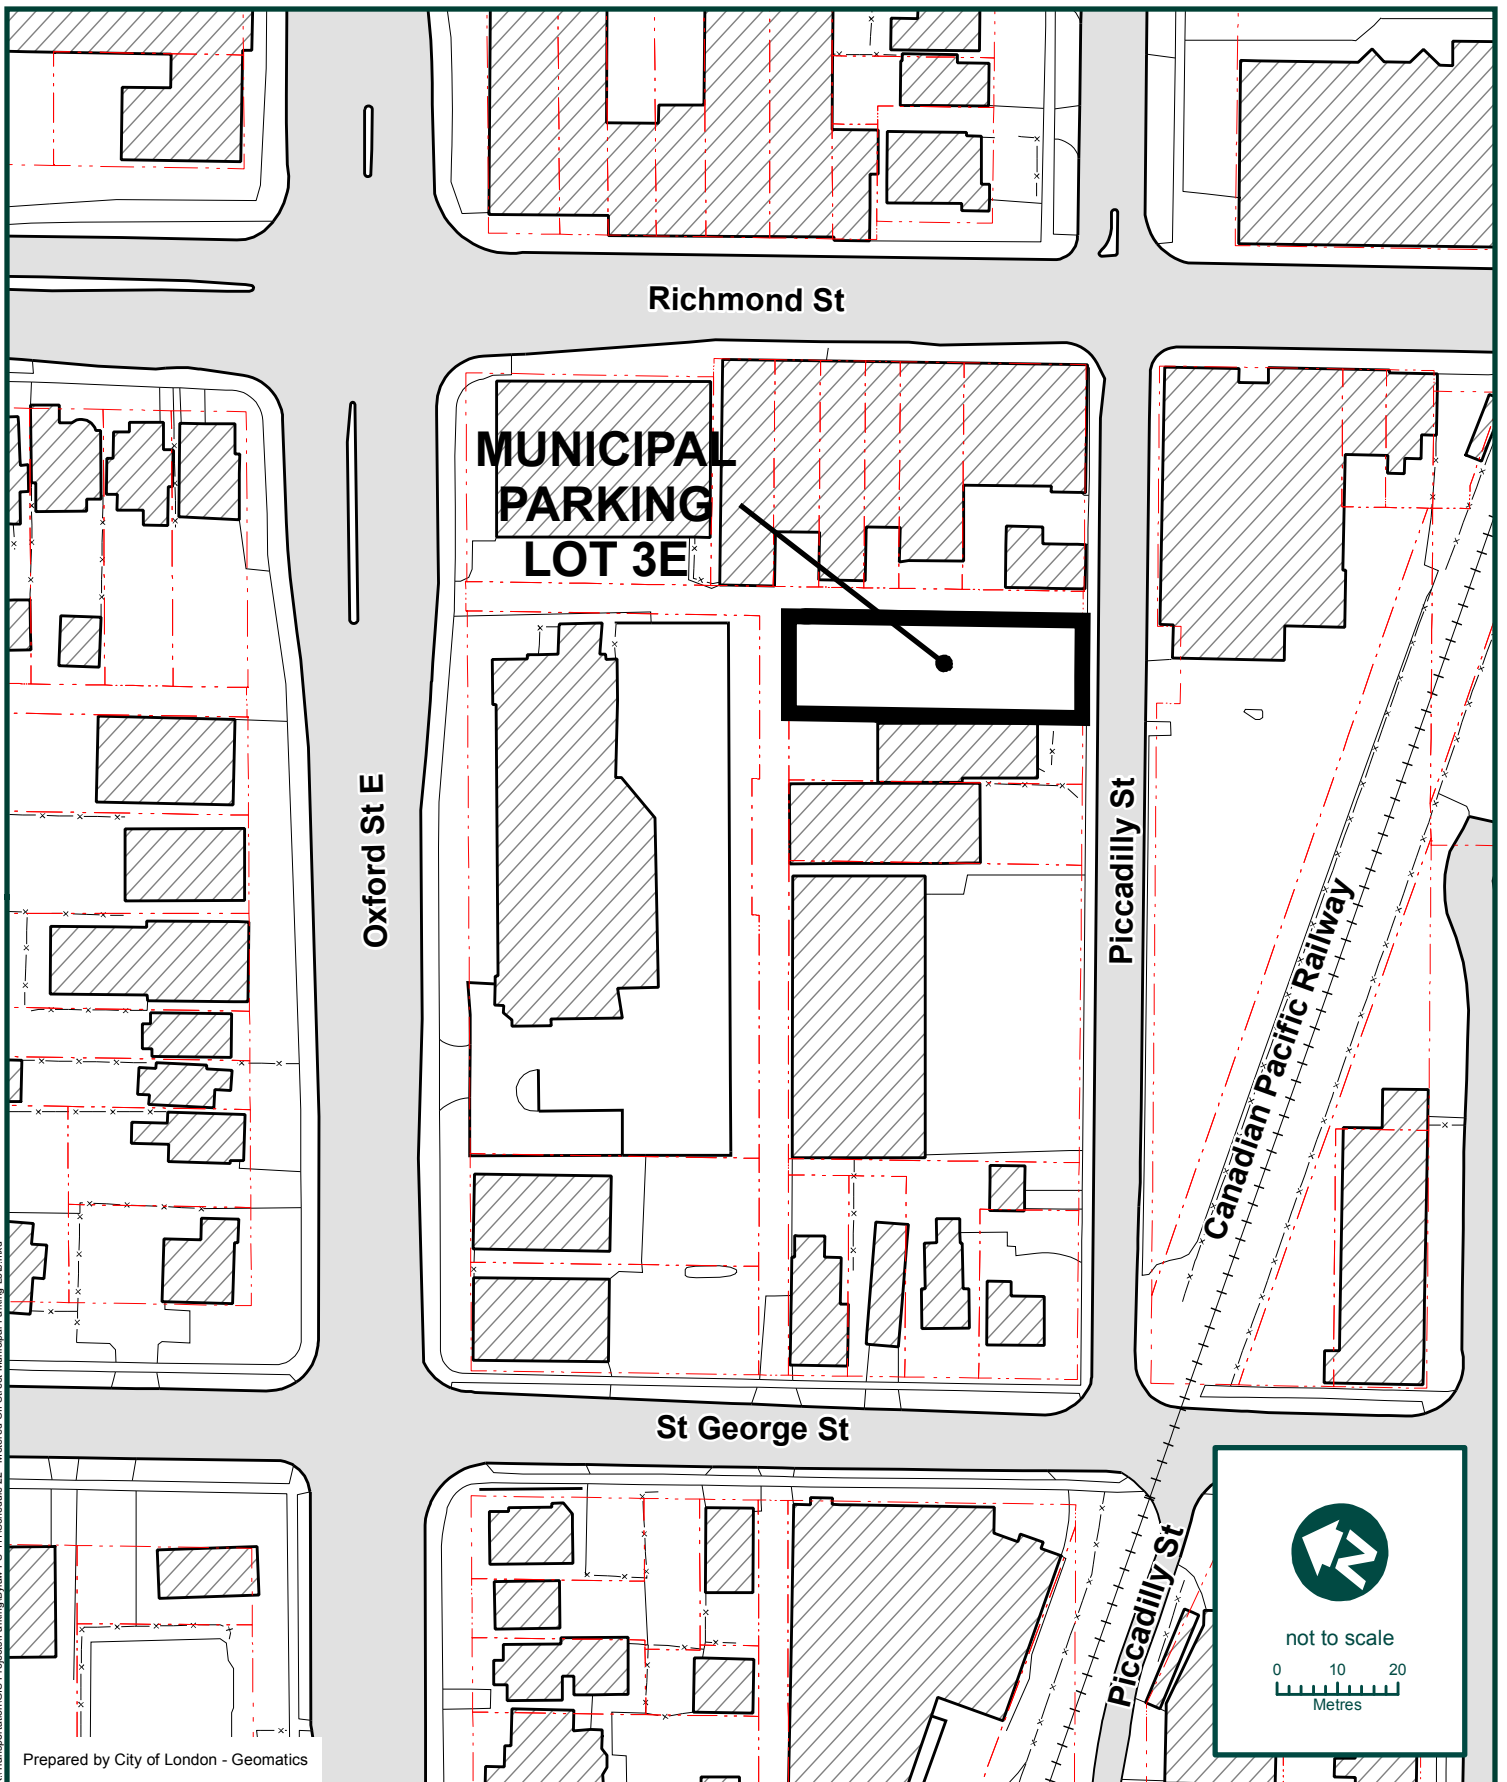 Richmond St
MUNICIPAL
PARKING
LOT 3E
Oxford St E
Piccadilly St
Canadian Pacific Railway
St George St
Piccadilly St
N
not to scale
0 10 20
Metres
Prepared by City of London - Geomatics